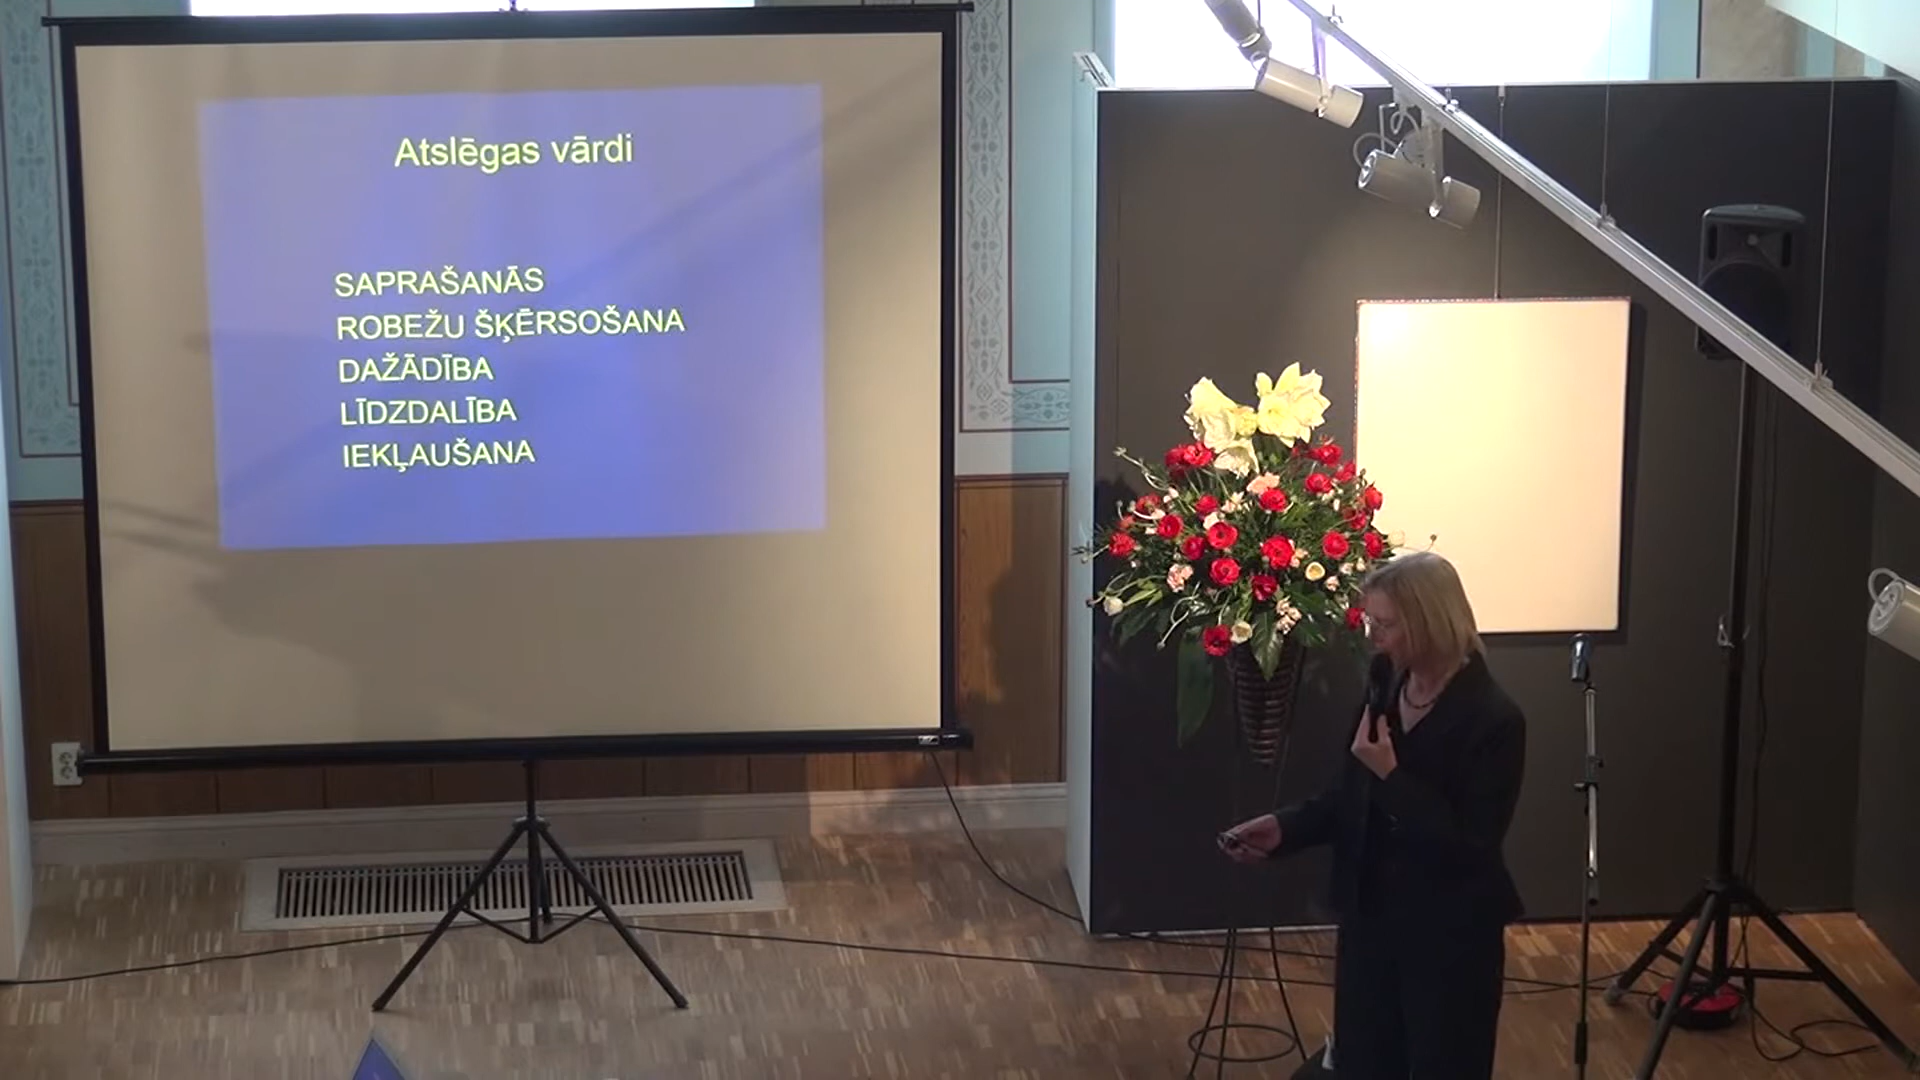 Atslēgas vārdi
SAPRAŠANĀS
ROBEŽU ŠĶĒRSOŠANA
DAŽĀDĪBA
LĪDZDALĪBA
IEKĻAUŠANA